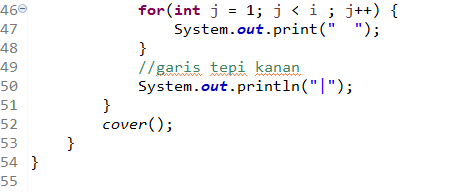 46 for(int j = 1; j < i ; j++) {
47 System.out.print("  ");
48 }
49 //garis tepi kanan
50 System.out.println("|");
51 }
52 cover();
53 }
54 }
55